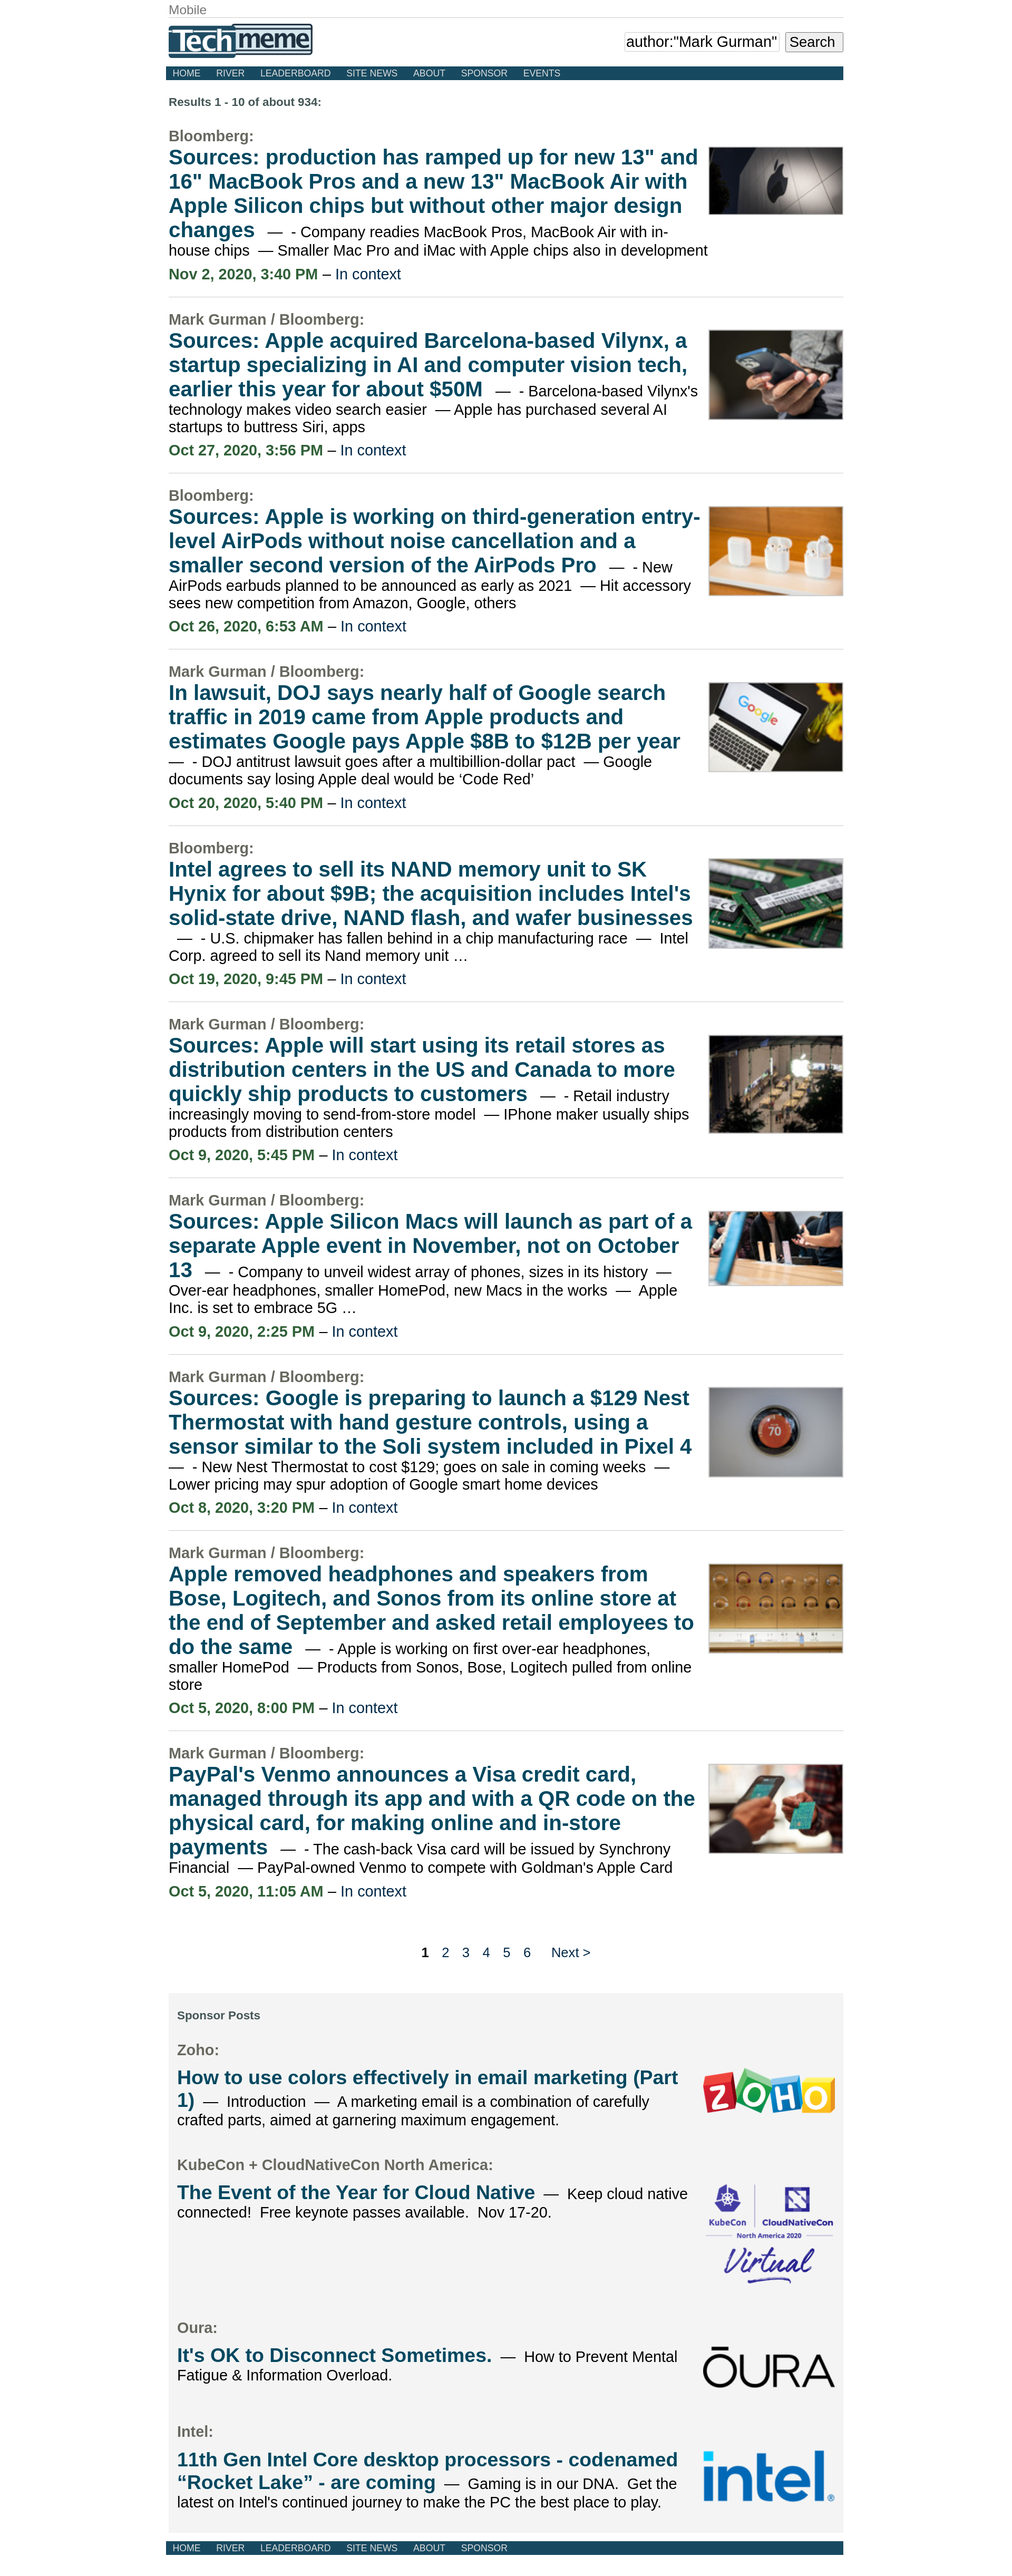 Mobile
Techmeme
author:"Mark Gurman" Search
HOME RIVER LEADERBOARD SITE NEWS ABOUT SPONSOR EVENTS
Results 1 - 10 of about 934:
Bloomberg:
Sources: production has ramped up for new 13" and
16" MacBook Pros and a new 13" MacBook Air with
Apple Silicon chips but without other major design
changes — - Company readies MacBook Pros, MacBook Air with in-
house chips — Smaller Mac Pro and iMac with Apple chips also in development
Nov 2, 2020, 3:40 PM – In context
Mark Gurman / Bloomberg:
Sources: Apple acquired Barcelona-based Vilynx, a
startup specializing in AI and computer vision tech,
earlier this year for about $50M — - Barcelona-based Vilynx's
technology makes video search easier — Apple has purchased several AI
startups to buttress Siri, apps
Oct 27, 2020, 3:56 PM – In context
Bloomberg:
Sources: Apple is working on third-generation entry-
level AirPods without noise cancellation and a
smaller second version of the AirPods Pro — - New
AirPods earbuds planned to be announced as early as 2021 — Hit accessory
sees new competition from Amazon, Google, others
Oct 26, 2020, 6:53 AM – In context
Mark Gurman / Bloomberg:
In lawsuit, DOJ says nearly half of Google search
traffic in 2019 came from Apple products and
estimates Google pays Apple $8B to $12B per year
— - DOJ antitrust lawsuit goes after a multibillion-dollar pact — Google
documents say losing Apple deal would be ‘Code Red’
Google
Oct 20, 2020, 5:40 PM – In context
Bloomberg:
Intel agrees to sell its NAND memory unit to SK
Hynix for about $9B; the acquisition includes Intel's
solid-state drive, NAND flash, and wafer businesses
— - U.S. chipmaker has fallen behind in a chip manufacturing race — Intel
Corp. agreed to sell its Nand memory unit …
Oct 19, 2020, 9:45 PM – In context
Mark Gurman / Bloomberg:
Sources: Apple will start using its retail stores as
distribution centers in the US and Canada to more
quickly ship products to customers — - Retail industry
increasingly moving to send-from-store model — IPhone maker usually ships
products from distribution centers
Oct 9, 2020, 5:45 PM – In context
Mark Gurman / Bloomberg:
Sources: Apple Silicon Macs will launch as part of a
separate Apple event in November, not on October
13 — - Company to unveil widest array of phones, sizes in its history —
Over-ear headphones, smaller HomePod, new Macs in the works — Apple
Inc. is set to embrace 5G …
Oct 9, 2020, 2:25 PM – In context
Mark Gurman / Bloomberg:
Sources: Google is preparing to launch a $129 Nest
Thermostat with hand gesture controls, using a
sensor similar to the Soli system included in Pixel 4
— - New Nest Thermostat to cost $129; goes on sale in coming weeks —
Lower pricing may spur adoption of Google smart home devices
70
Oct 8, 2020, 3:20 PM – In context
Mark Gurman / Bloomberg:
Apple removed headphones and speakers from
Bose, Logitech, and Sonos from its online store at
the end of September and asked retail employees to
do the same — - Apple is working on first over-ear headphones,
smaller HomePod — Products from Sonos, Bose, Logitech pulled from online
store
Oct 5, 2020, 8:00 PM – In context
Mark Gurman / Bloomberg:
PayPal's Venmo announces a Visa credit card,
managed through its app and with a QR code on the
physical card, for making online and in-store
payments — - The cash-back Visa card will be issued by Synchrony
Financial — PayPal-owned Venmo to compete with Goldman's Apple Card
Oct 5, 2020, 11:05 AM – In context
1 2 3 4 5 6 Next >
Sponsor Posts
Zoho:
How to use colors effectively in email marketing (Part
1) — Introduction — A marketing email is a combination of carefully
crafted parts, aimed at garnering maximum engagement.
ZOHO
KubeCon + CloudNativeCon North America:
The Event of the Year for Cloud Native — Keep cloud native
connected! Free keynote passes available. Nov 17-20.
KubeCon CloudNativeCon
North America 2020
Virtual
Oura:
It's OK to Disconnect Sometimes. — How to Prevent Mental
Fatigue & Information Overload.
ŌURA
Intel:
11th Gen Intel Core desktop processors - codenamed
“Rocket Lake” - are coming — Gaming is in our DNA. Get the
latest on Intel's continued journey to make the PC the best place to play.
intel®
HOME RIVER LEADERBOARD SITE NEWS ABOUT SPONSOR